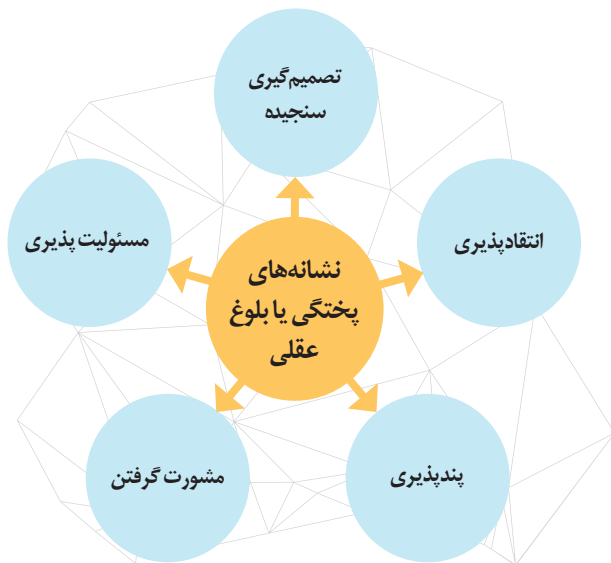 تصمیم‌گیری
سنجیده
انتقادپذیری
مسئولیت پذیری
نشانه‌های
پختگی یا بلوغ
عقلی
پندپذیری
مشورت گرفتن